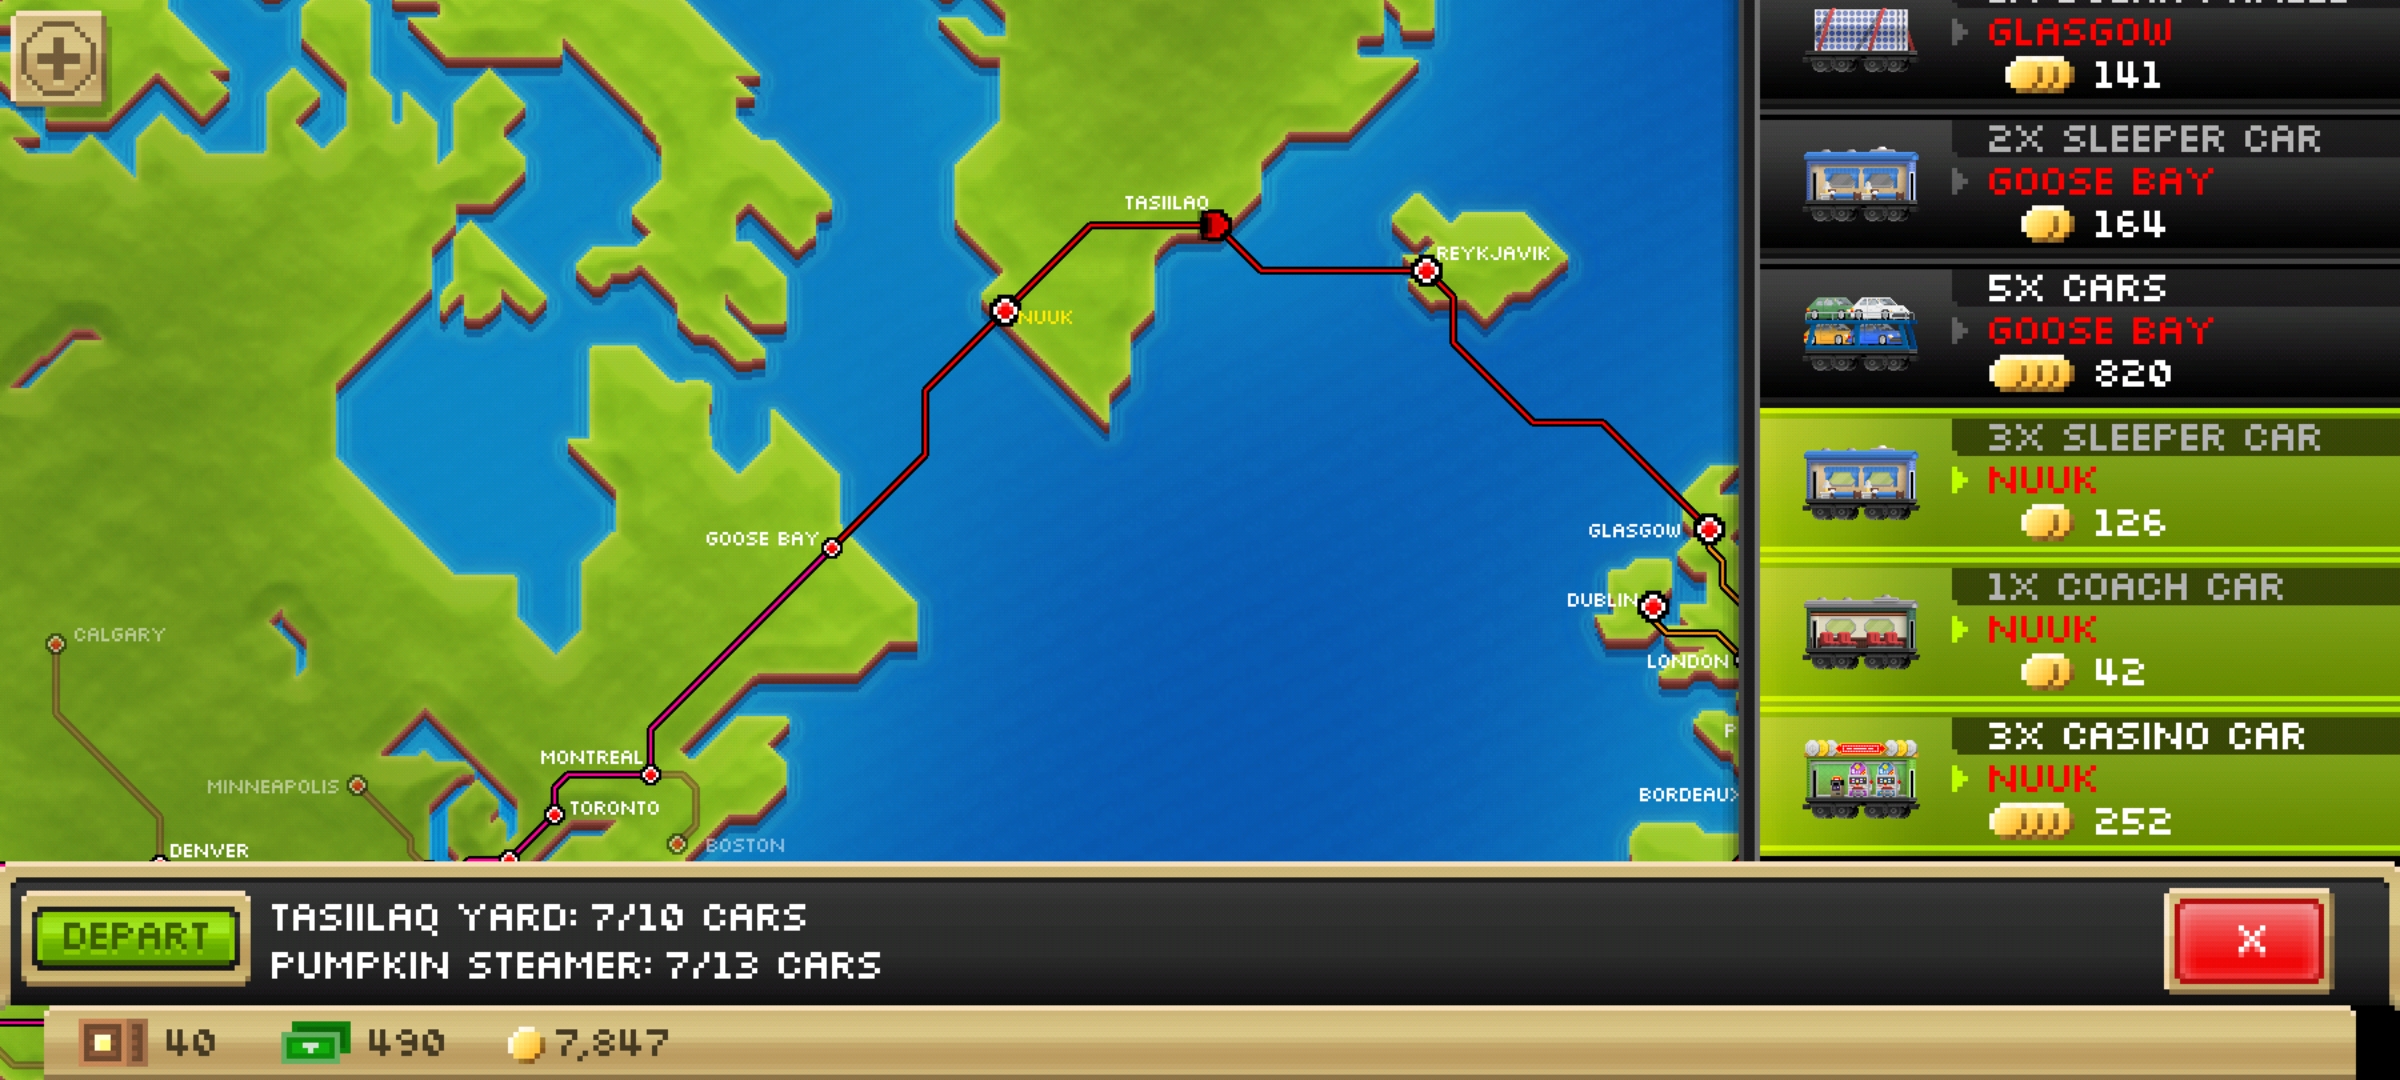 TASIILAQ
REYKJAVIK
NUUK
GOOSE BAY
GLASGOW
DUBLIN
LONDON
CALGARY
MONTREAL
MINNEAPOLIS
TORONTO
BORDEAUX
DENVER
BOSTON
GLASGOW
141
2X SLEEPER CAR
GOOSE BAY
164
5X CARS
GOOSE BAY
820
3X SLEEPER CAR
NUUK
126
1X COACH CAR
NUUK
42
3X CASINO CAR
NUUK
252
DEPART
TASIILAQ YARD: 7/10 CARS
PUMPKIN STEAMER: 7/13 CARS
X
40
490
7,847